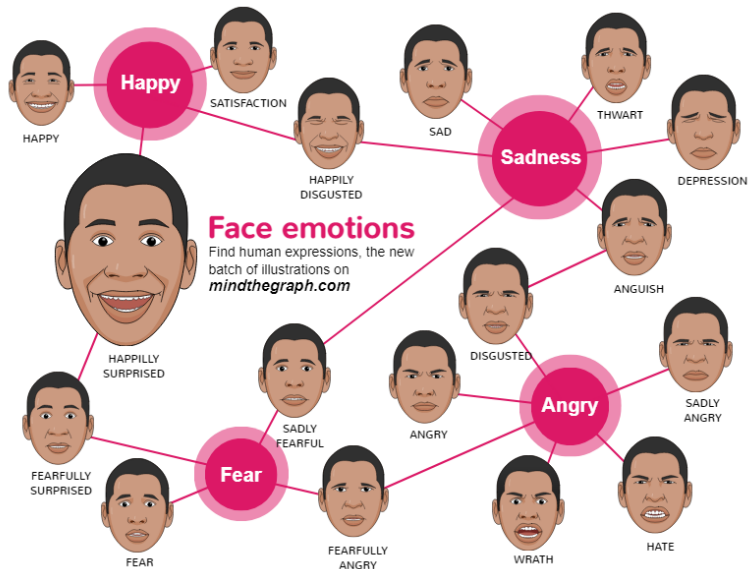 Happy
SATISFACTION
HAPPY
SAD
THWART
Sadness
HAPPILY
DISGUSTED
DEPRESSION
Face emotions
Find human expressions, the new
batch of illustrations on
mindthegraph.com
ANGUISH
HAPPILLY
SURPRISED
DISGUSTED
SADLY
FEARFUL
ANGRY
Angry
SADLY
ANGRY
FEARFULLY
SURPRISED
Fear
FEAR
FEARFULLY
ANGRY
WRATH
HATE